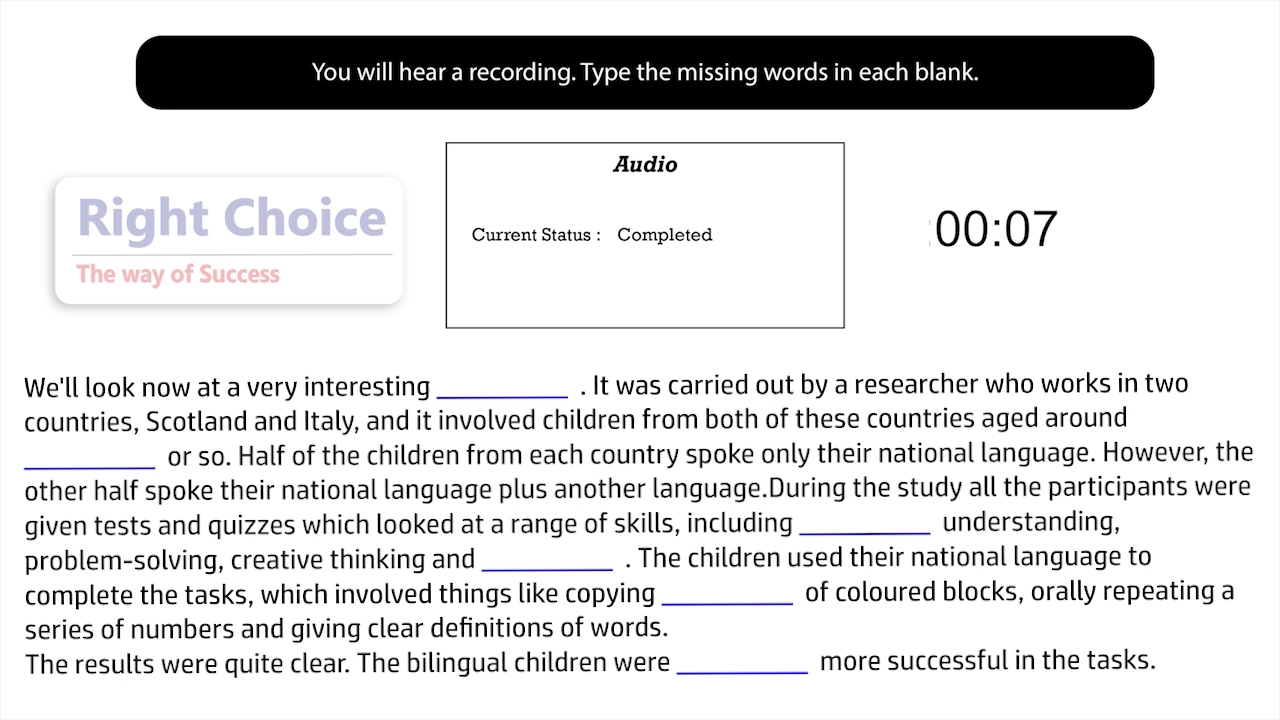 You will hear a recording. Type the missing words in each blank.
Audio
Right Choice
The way of Success
Current Status : Completed
00:07
We'll look now at a very interesting __________ . It was carried out by a researcher who works in two
countries, Scotland and Italy, and it involved children from both of these countries aged around
__________ or so. Half of the children from each country spoke only their national language. However, the
other half spoke their national language plus another language.During the study all the participants were
given tests and quizzes which looked at a range of skills, including __________ understanding,
problem-solving, creative thinking and __________ . The children used their national language to
complete the tasks, which involved things like copying __________ of coloured blocks, orally repeating a
series of numbers and giving clear definitions of words.
The results were quite clear. The bilingual children were __________ more successful in the tasks.